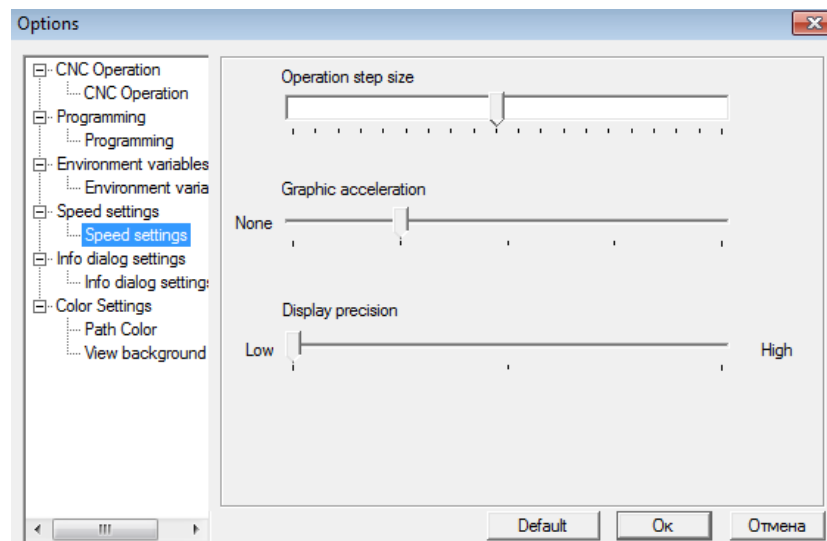 Options
CNC Operation
CNC Operation
Programming
Programming
Environment variables
Environment varia
Speed settings
Speed settings
Info dialog settings
Info dialog setting
Color Settings
Path Color
View background
Operation step size
Graphic acceleration
None
Display precision
Low
High
Default
Ок
Отмена